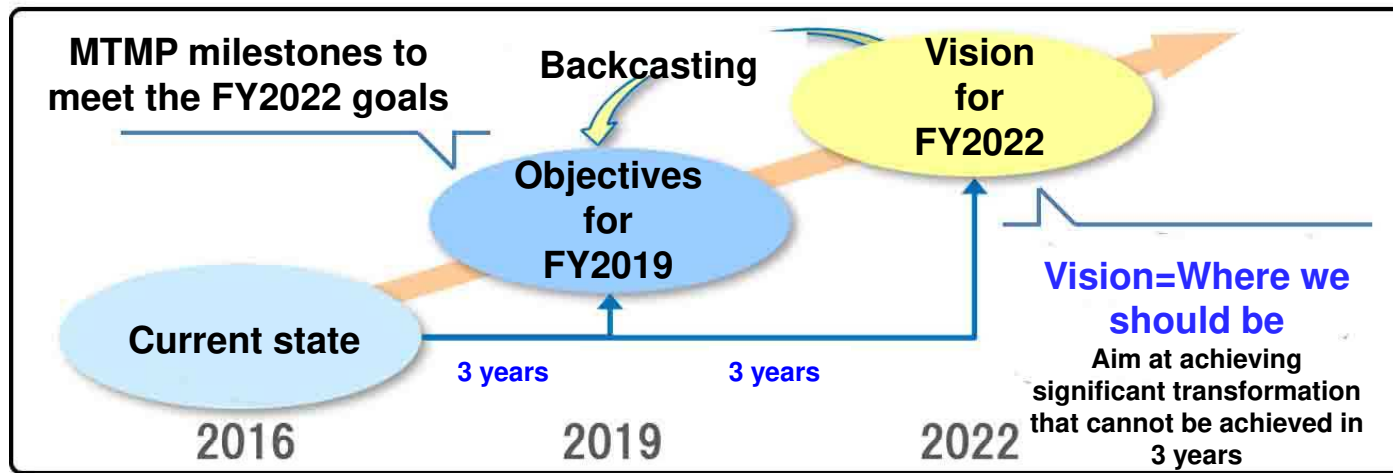 MTMP milestones to
meet the FY2022 goals
Backcasting
Vision
for
FY2022
Objectives
for
FY2019
Current state
3 years
3 years
Vision=Where we
should be
Aim at achieving
significant transformation
that cannot be achieved in
3 years
2016
2019
2022